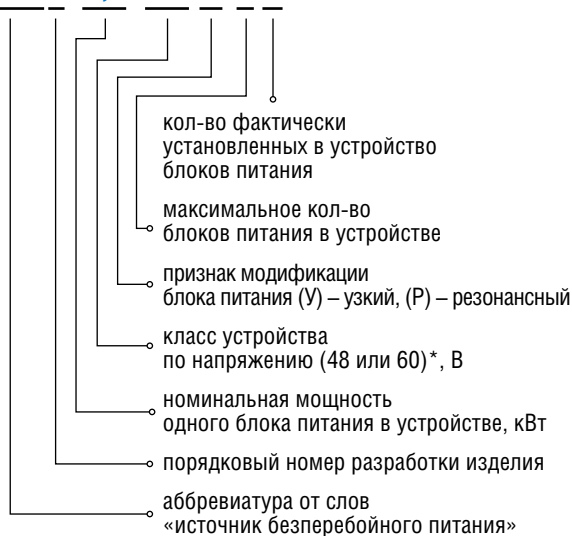 кол-во фактически
установленных в устройство
блоков питания
максимальное кол-во
блоков питания в устройстве
признак модификации
блока питания (У) – узкий, (Р) – резонансный
класс устройства
по напряжению (48 или 60)*, В
номинальная мощность
одного блока питания в устройстве, кВт
порядковый номер разработки изделия
аббревиатура от слов
«источник безперебойного питания»